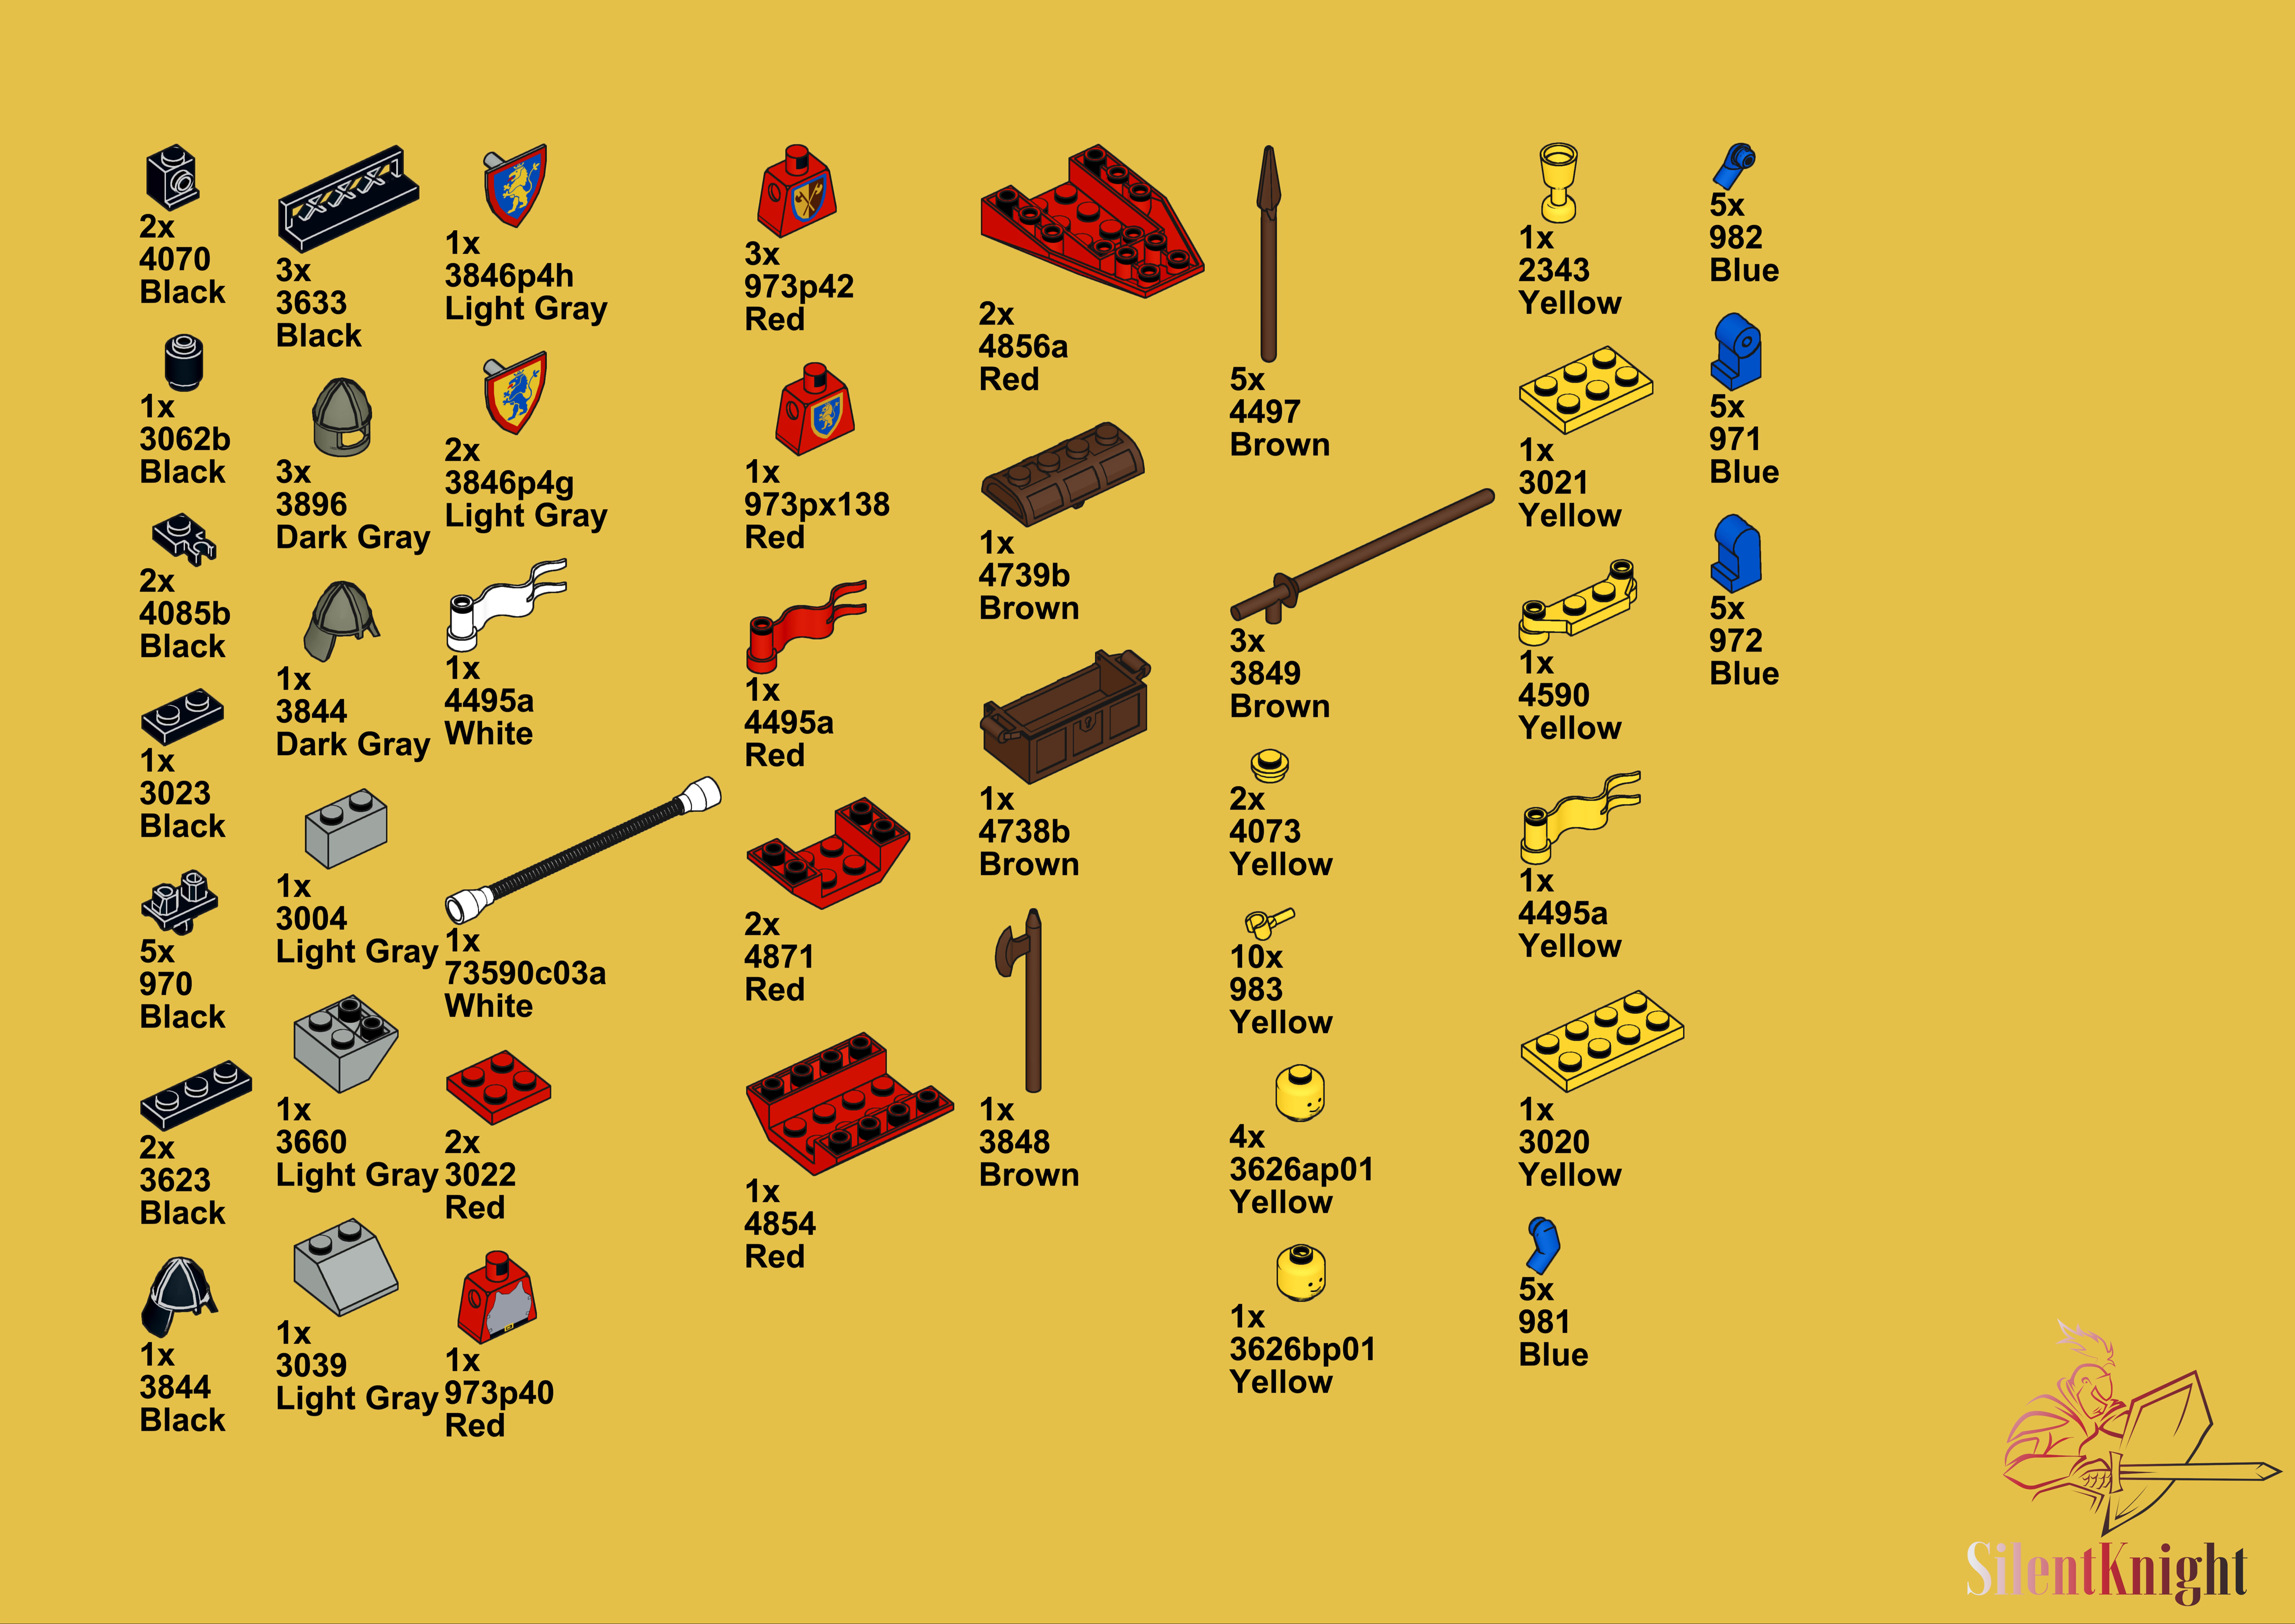 2x
4070
Black
1x
3062b
Black
2x
4085b
Black
1x
3023
Black
5x
970
Black
2x
3623
Black
1x
3844
Black
3x
3633
Black
3x
3896
Dark Gray
1x
3844
Dark Gray
1x
3004
Light Gray
1x
3660
Light Gray
1x
3039
Light Gray
1x
3846p4h
Light Gray
2x
3846p4g
Light Gray
1x
4495a
White
1x
73590c03a
White
2x
3022
Red
1x
973p40
Red
3x
973p42
Red
1x
973px138
Red
1x
4495a
Red
2x
4871
Red
1x
4854
Red
2x
4856a
Red
1x
4739b
Brown
1x
4738b
Brown
1x
3848
Brown
5x
4497
Brown
3x
3849
Brown
2x
4073
Yellow
10x
983
Yellow
4x
3626ap01
Yellow
1x
3626bp01
Yellow
1x
2343
Yellow
1x
3021
Yellow
1x
4590
Yellow
1x
4495a
Yellow
1x
3020
Yellow
5x
981
Blue
5x
982
Blue
5x
971
Blue
5x
972
Blue
SilentKnight